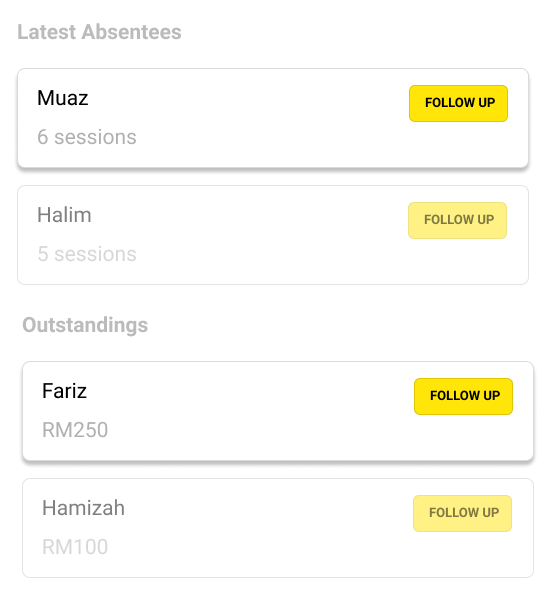 Latest Absentees
Muaz
FOLLOW UP
6 sessions
Halim
FOLLOW UP
5 sessions
Outstandings
Fariz
FOLLOW UP
RM250
Hamizah
FOLLOW UP
RM100